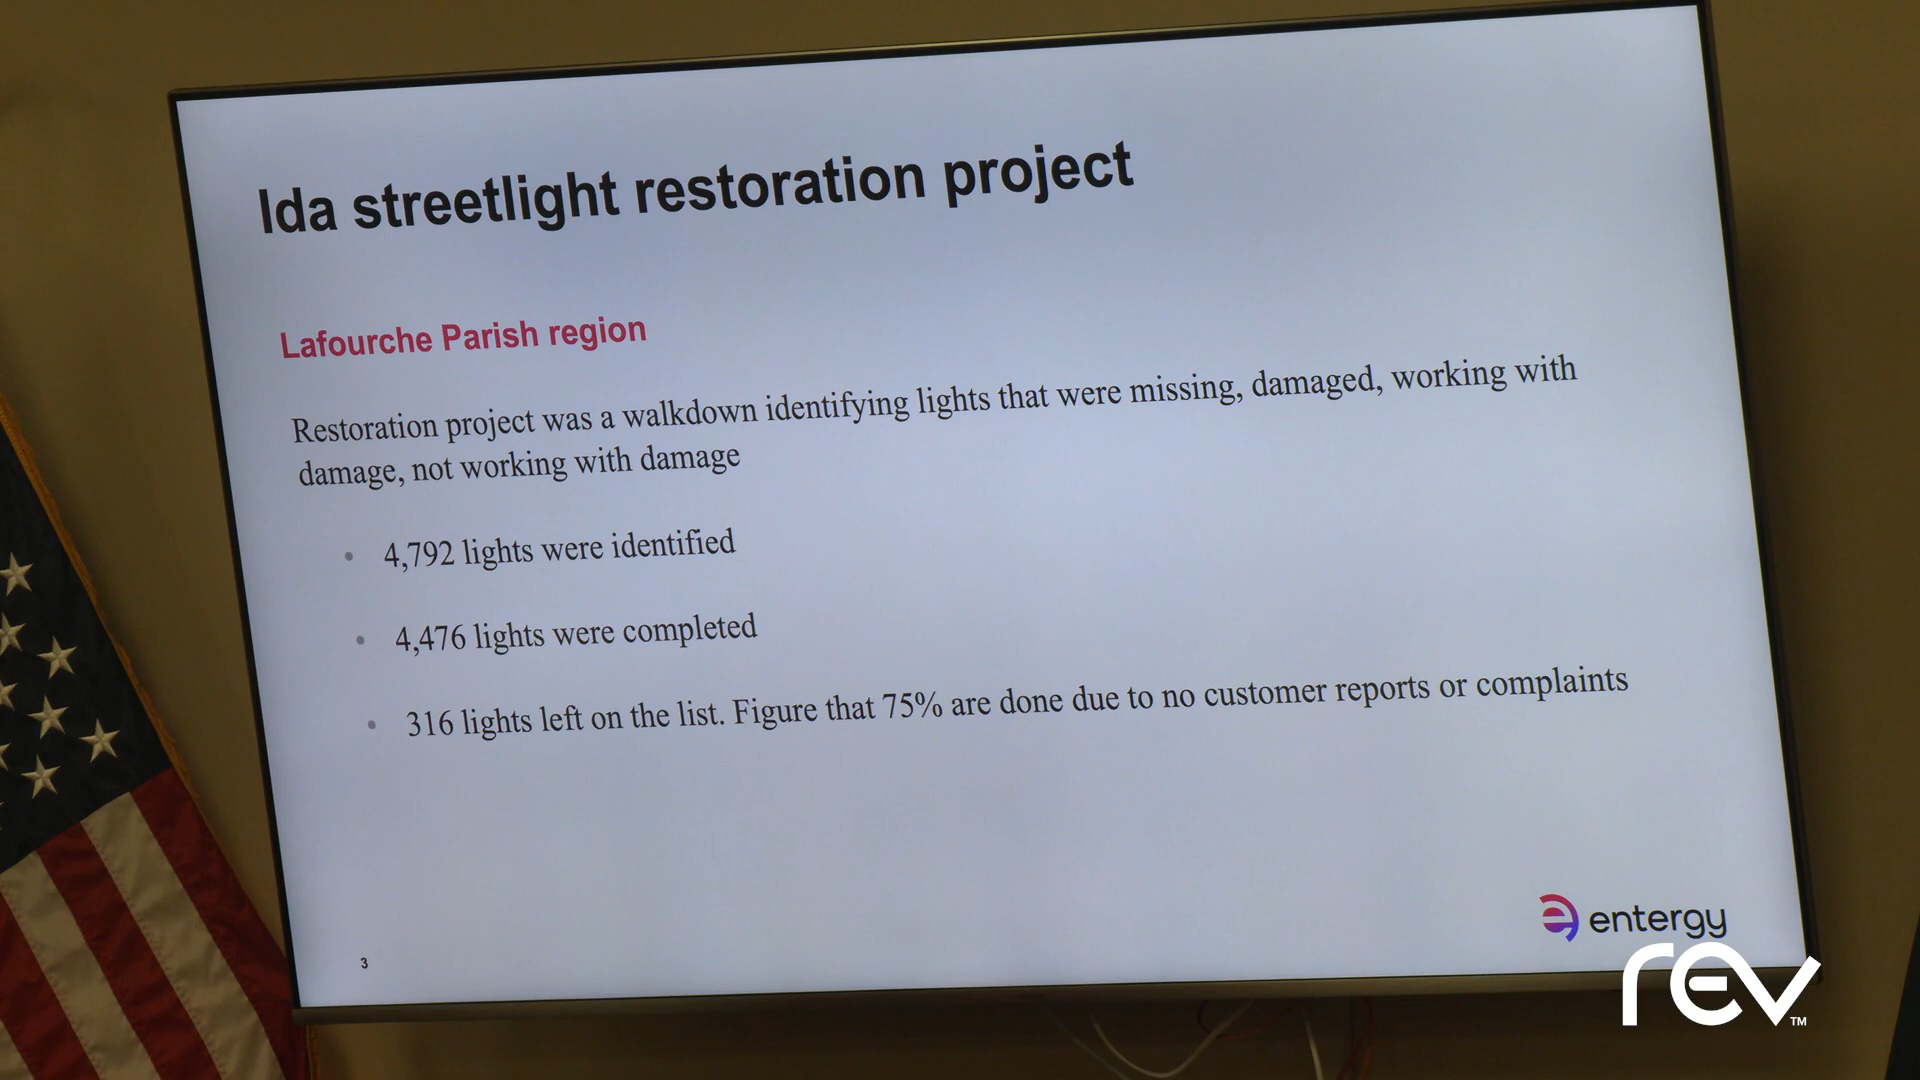 Ida streetlight restoration project
Lafourche Parish region
Restoration project was a walkdown identifying lights that were missing, damaged, working with
damage, not working with damage
• 4,792 lights were identified
• 4,476 lights were completed
• 316 lights left on the list. Figure that 75% are done due to no customer reports or complaints
3
entergy
rev™